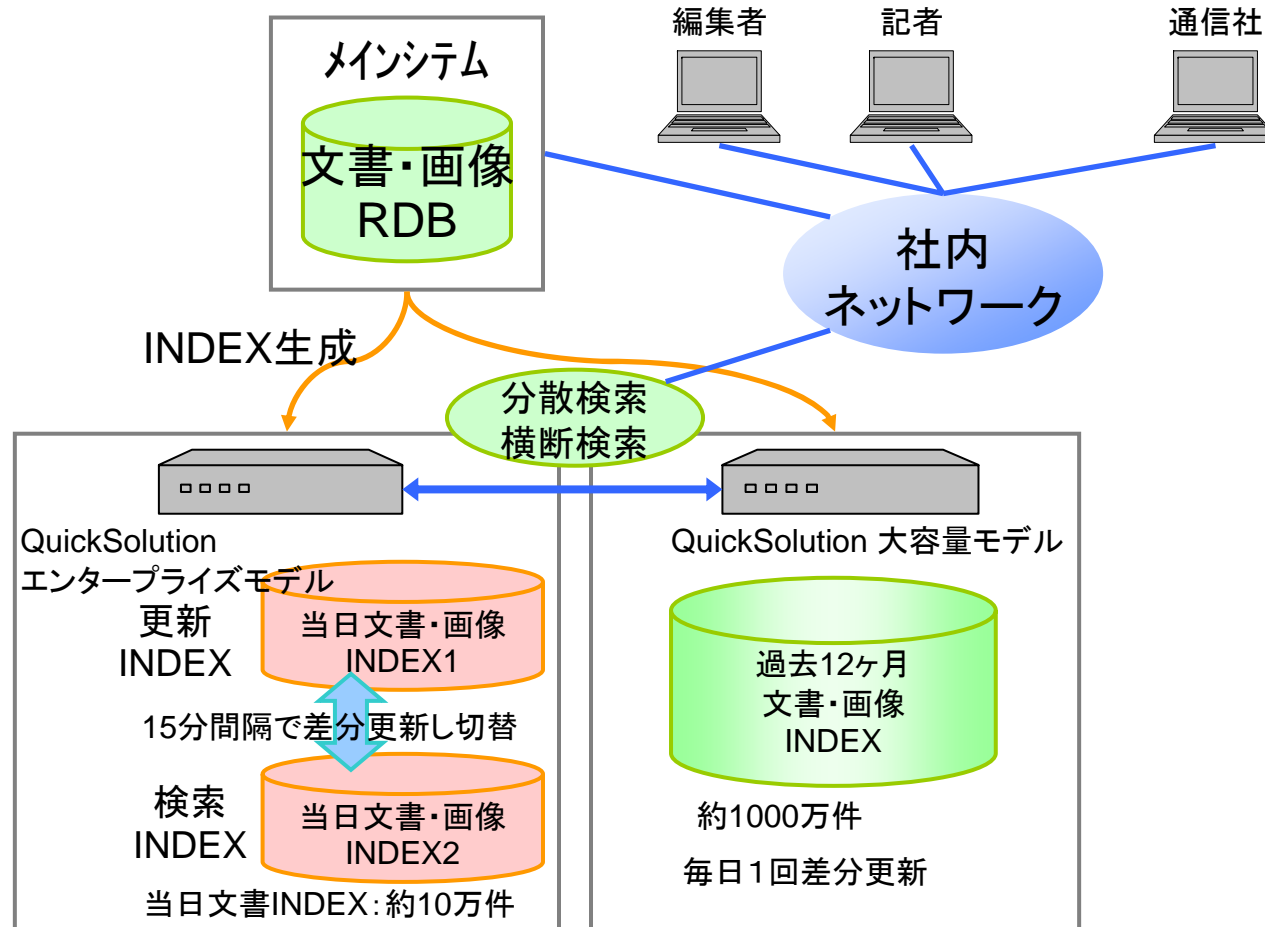 編集者
記者
通信社
メインシテム
文書・画像
RDB
社内
ネットワーク
INDEX生成
分散検索
横断検索
QuickSolution
エンタープライズモデル
QuickSolution 大容量モデル
更新
INDEX
当日文書・画像
INDEX1
15分間隔で差分更新し切替
検索
INDEX
当日文書・画像
INDEX2
当日文書INDEX：約10万件
過去12ヶ月
文書・画像
INDEX
約1000万件
毎日１回差分更新